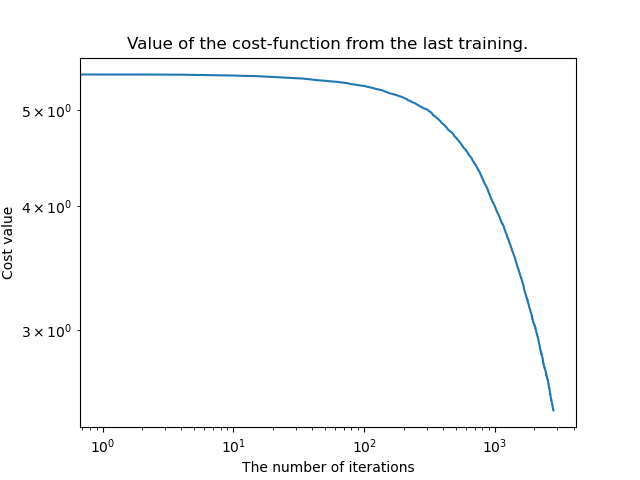 Value of the cost-function from the last training.
5 × 10⁰
4 × 10⁰
3 × 10⁰
Cost value
10⁰ 10¹ 10² 10³
The number of iterations